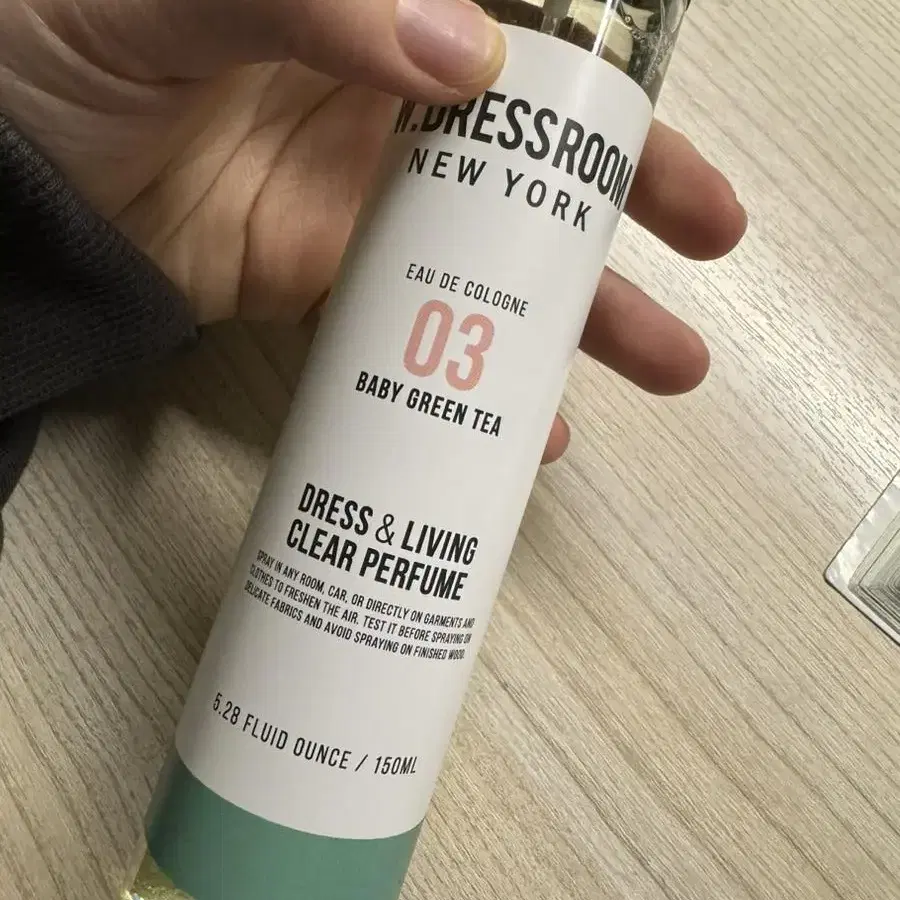 W.DRESSROOM
NEW YORK
EAU DE COLOGNE
03
BABY GREEN TEA
DRESS & LIVING
CLEAR PERFUME
SPRAY IN ANY ROOM, CAR, OR DIRECTLY ON GARMENTS AND
CLOTHES TO FRESHEN THE AIR. TEST IT BEFORE SPRAYING ON
DELICATE FABRICS AND AVOID SPRAYING ON FINISHED WOOD.
5.28 FLUID OUNCE / 150ML